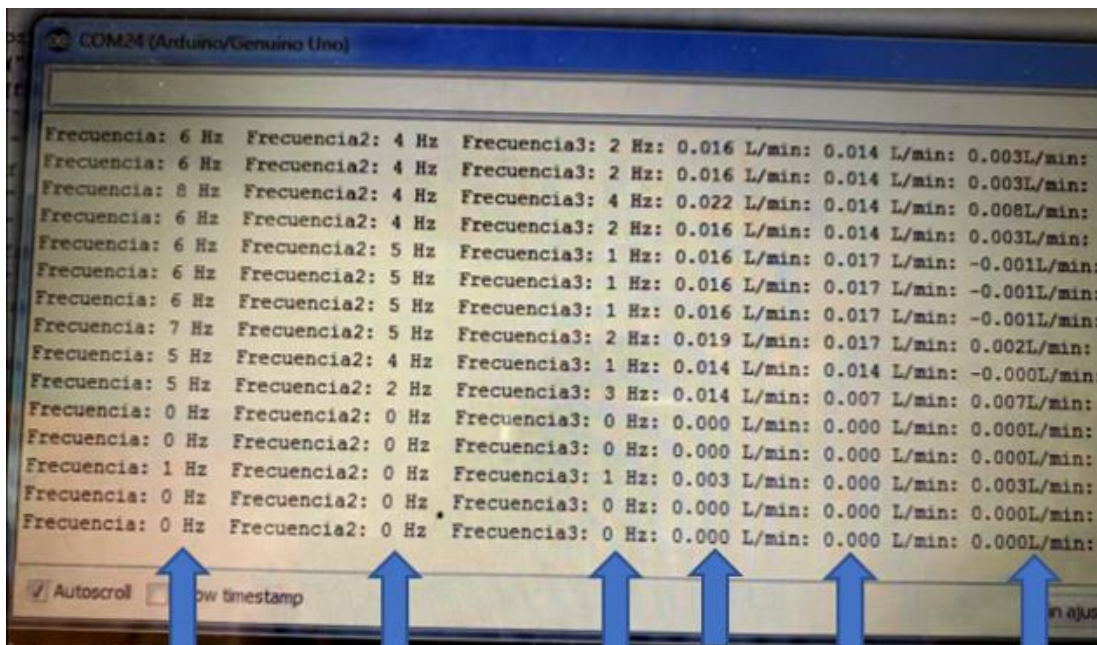 COM24 (Arduino/Genuino Uno)
Frecuencia: 6 Hz Frecuencia2: 4 Hz Frecuencia3: 2 Hz: 0.016 L/min: 0.014 L/min: 0.003L/min:
Frecuencia: 6 Hz Frecuencia2: 4 Hz Frecuencia3: 2 Hz: 0.016 L/min: 0.014 L/min: 0.003L/min:
Frecuencia: 8 Hz Frecuencia2: 4 Hz Frecuencia3: 4 Hz: 0.022 L/min: 0.014 L/min: 0.008L/min:
Frecuencia: 6 Hz Frecuencia2: 4 Hz Frecuencia3: 2 Hz: 0.016 L/min: 0.014 L/min: 0.003L/min:
Frecuencia: 6 Hz Frecuencia2: 5 Hz Frecuencia3: 1 Hz: 0.016 L/min: 0.017 L/min: -0.001L/min:
Frecuencia: 6 Hz Frecuencia2: 5 Hz Frecuencia3: 1 Hz: 0.016 L/min: 0.017 L/min: -0.001L/min:
Frecuencia: 6 Hz Frecuencia2: 5 Hz Frecuencia3: 1 Hz: 0.016 L/min: 0.017 L/min: -0.001L/min:
Frecuencia: 7 Hz Frecuencia2: 5 Hz Frecuencia3: 2 Hz: 0.019 L/min: 0.017 L/min: 0.002L/min:
Frecuencia: 5 Hz Frecuencia2: 4 Hz Frecuencia3: 1 Hz: 0.014 L/min: 0.014 L/min: -0.000L/min
Frecuencia: 5 Hz Frecuencia2: 2 Hz Frecuencia3: 3 Hz: 0.014 L/min: 0.007 L/min: 0.007L/min:
Frecuencia: 0 Hz Frecuencia2: 0 Hz Frecuencia3: 0 Hz: 0.000 L/min: 0.000 L/min: 0.000L/min:
Frecuencia: 0 Hz Frecuencia2: 0 Hz Frecuencia3: 0 Hz: 0.000 L/min: 0.000 L/min: 0.000L/min:
Frecuencia: 1 Hz Frecuencia2: 0 Hz Frecuencia3: 1 Hz: 0.003 L/min: 0.000 L/min: 0.003L/min:
Frecuencia: 0 Hz Frecuencia2: 0 Hz Frecuencia3: 0 Hz: 0.000 L/min: 0.000 L/min: 0.000L/min:
Frecuencia: 0 Hz Frecuencia2: 0 Hz Frecuencia3: 0 Hz: 0.000 L/min: 0.000 L/min: 0.000L/min:
Autoscroll timestamp